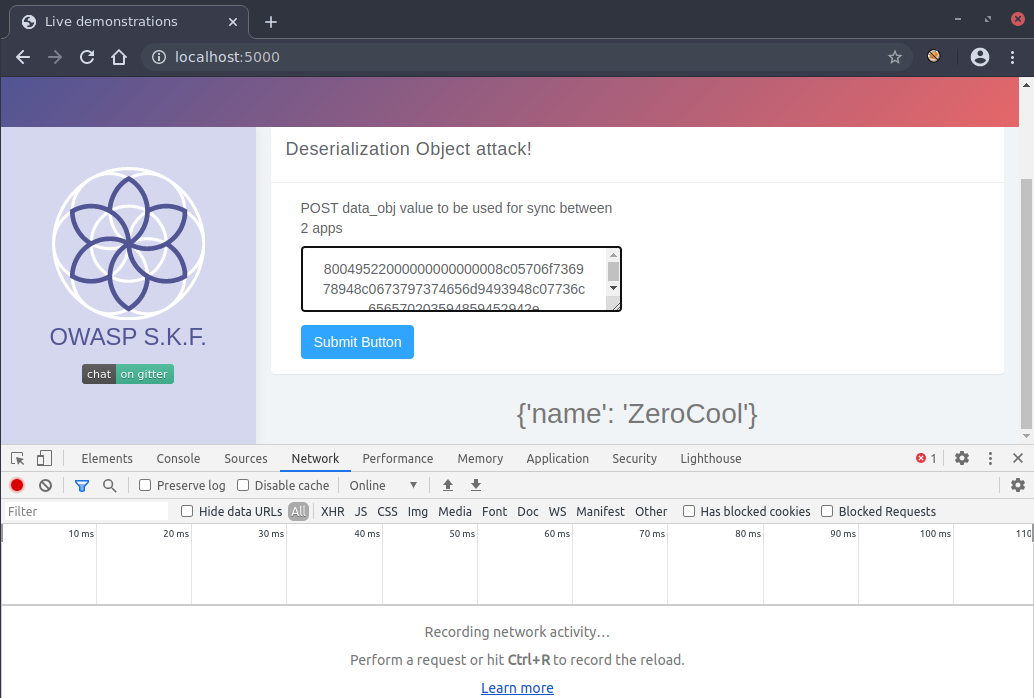 Live demonstrations
localhost:5000
Deserialization Object attack!
POST data_obj value to be used for sync between
2 apps
80049522000000000000008c05706f7369
78948c0673797374656d9493948c07736c
656570203594859452942e
Submit Button
OWASP S.K.F.
chat on gitter
{'name': 'ZeroCool'}
Elements Console Sources Network Performance Memory Application Security Lighthouse 1
Preserve log Disable cache Online
Filter Hide data URLs All XHR JS CSS Img Media Font Doc WS Manifest Other Has blocked cookies Blocked Requests
10 ms 20 ms 30 ms 40 ms 50 ms 60 ms 70 ms 80 ms 90 ms 100 ms 110
Recording network activity…
Perform a request or hit Ctrl+R to record the reload.
Learn more